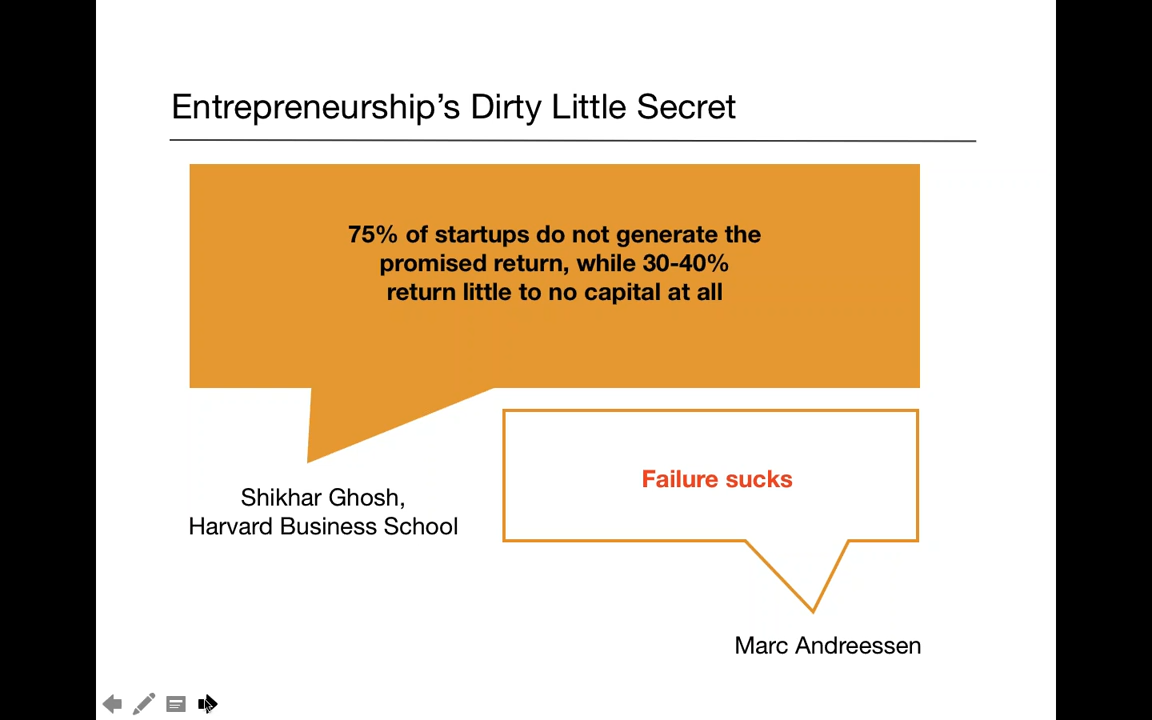 Entrepreneurship’s Dirty Little Secret
75% of startups do not generate the
promised return, while 30-40%
return little to no capital at all
Failure sucks
Shikhar Ghosh,
Harvard Business School
Marc Andreessen